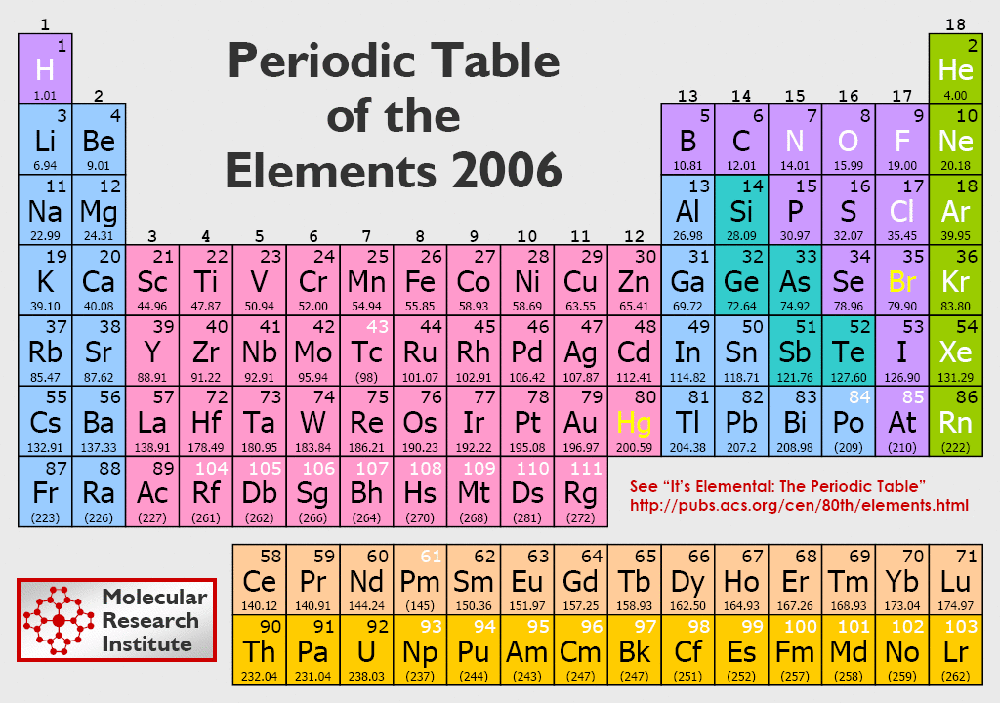 1 18
1 Periodic Table 2
H of the He
1.01 Elements 2006 4.00
2 13 14 15 16 17
3 4 5 6 7 8 9 10
Li Be B C N O F Ne
6.94 9.01 10.81 12.01 14.01 15.99 19.00 20.18
11 12 13 14 15 16 17 18
Na Mg Al Si P S Cl Ar
22.99 24.31 26.98 28.09 30.97 32.07 35.45 39.95
3 4 5 6 7 8 9 10 11 12
19 20 21 22 23 24 25 26 27 28 29 30 31 32 33 34 35 36
K Ca Sc Ti V Cr Mn Fe Co Ni Cu Zn Ga Ge As Se Br Kr
39.10 40.08 44.96 47.87 50.94 52.00 54.94 55.85 58.93 58.69 63.55 65.41 69.72 72.64 74.92 78.96 79.90 83.80
37 38 39 40 41 42 43 44 45 46 47 48 49 50 51 52 53 54
Rb Sr Y Zr Nb Mo Tc Ru Rh Pd Ag Cd In Sn Sb Te I Xe
85.47 87.62 88.91 91.22 92.91 95.94 (98) 101.07 102.91 106.42 107.87 112.41 114.82 118.71 121.76 127.60 126.90 131.29
55 56 57 72 73 74 75 76 77 78 79 80 81 82 83 84 85 86
Cs Ba La Hf Ta W Re Os Ir Pt Au Hg Tl Pb Bi Po At Rn
132.91 137.33 138.91 178.49 180.95 183.84 186.21 190.23 192.22 195.08 196.97 200.59 204.38 207.2 208.98 (209) (210) (222)
87 88 89 104 105 106 107 108 109 110 111
Fr Ra Ac Rf Db Sg Bh Hs Mt Ds Rg
(223) (226) (227) (261) (262) (266) (264) (270) (268) (281) (272)
See “It’s Elemental: The Periodic Table”
http://pubs.acs.org/cen/80th/elements.html
58 59 60 61 62 63 64 65 66 67 68 69 70 71
Ce Pr Nd Pm Sm Eu Gd Tb Dy Ho Er Tm Yb Lu
140.12 140.91 144.24 (145) 150.36 151.97 157.25 158.93 162.50 164.93 167.26 168.93 173.04 174.97
90 91 92 93 94 95 96 97 98 99 100 101 102 103
Th Pa U Np Pu Am Cm Bk Cf Es Fm Md No Lr
232.04 231.04 238.03 (237) (244) (243) (247) (247) (251) (252) (257) (258) (259) (262)
Molecular
Research
Institute